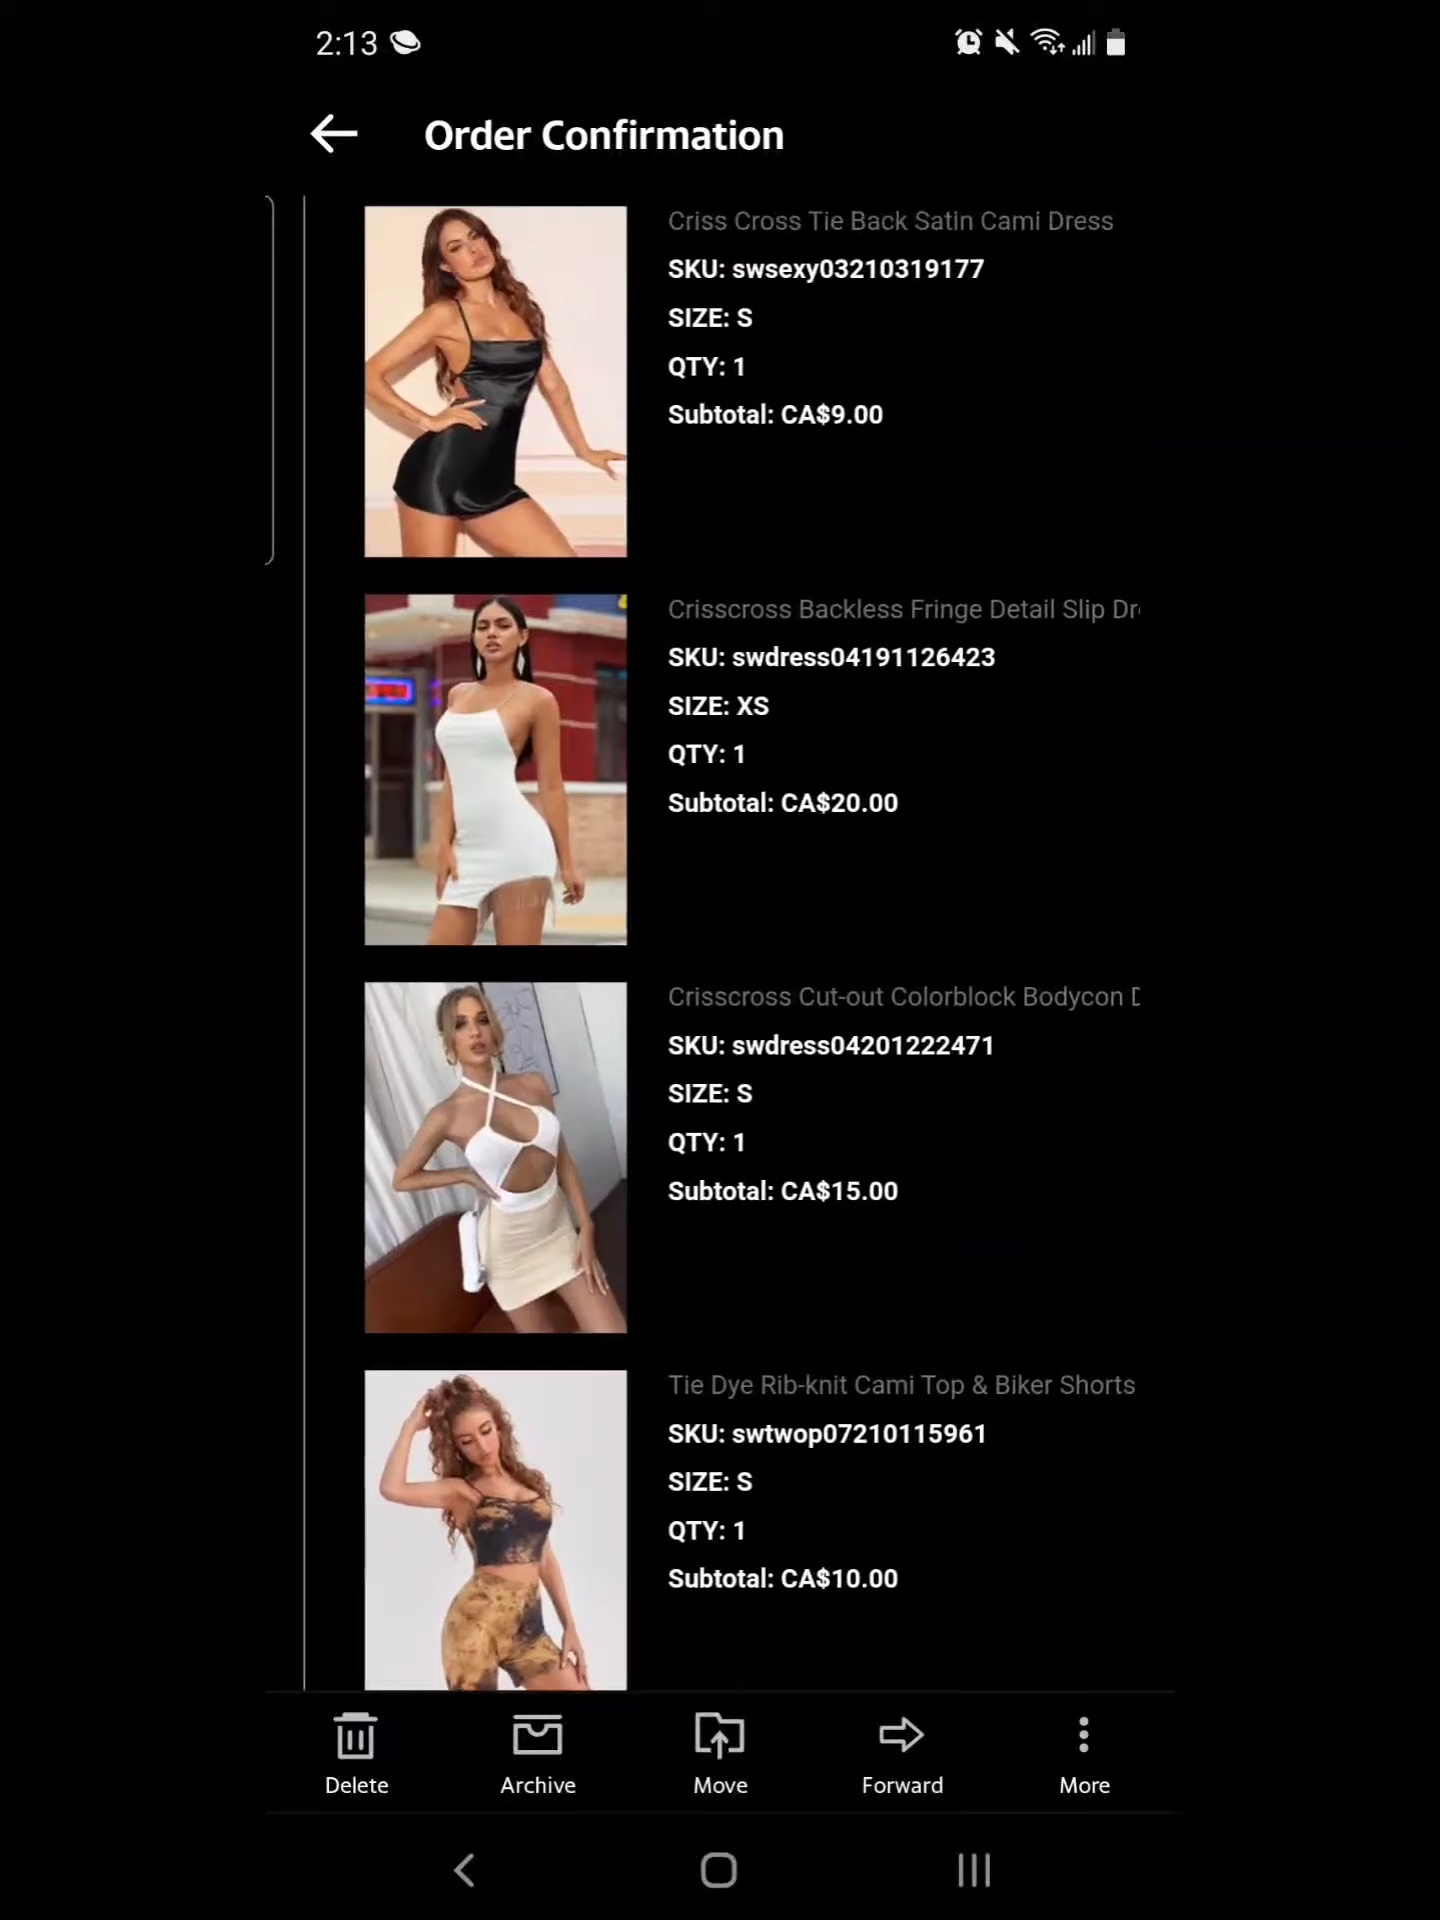 2:13
Order Confirmation
Criss Cross Tie Back Satin Cami Dress
SKU: swsexy03210319177
SIZE: S
QTY: 1
Subtotal: CA$9.00
Crisscross Backless Fringe Detail Slip
SKU: swdress04191126423
SIZE: XS
QTY: 1
Subtotal: CA$20.00
Crisscross Cut-out Colorblock Bodycon
SKU: swdress04201222471
SIZE: S
QTY: 1
Subtotal: CA$15.00
Tie Dye Rib-knit Cami Top & Biker Shorts
SKU: swtwop07210115961
SIZE: S
QTY: 1
Subtotal: CA$10.00
Delete Archive Move Forward More